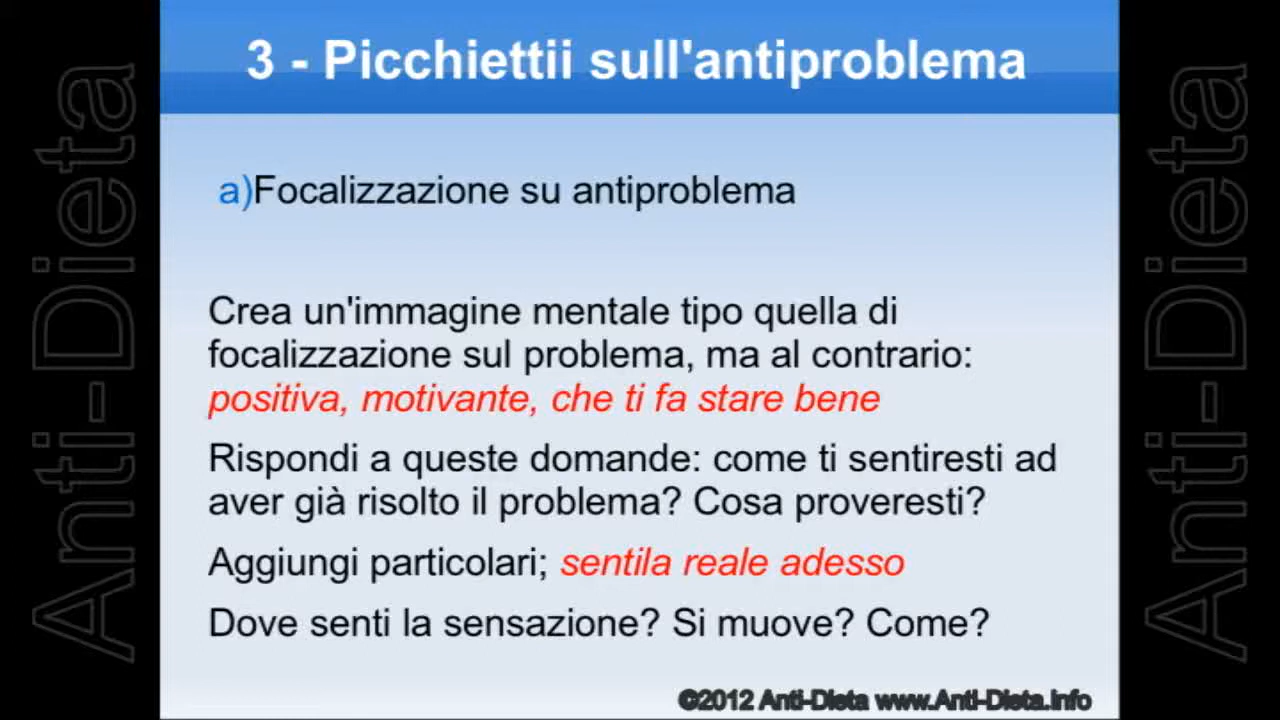 3 - Picchiettii sull'antiproblema
a)Focalizzazione su antiproblema
Crea un'immagine mentale tipo quella di
focalizzazione sul problema, ma al contrario:
positiva, motivante, che ti fa stare bene
Rispondi a queste domande: come ti sentiresti ad
aver già risolto il problema? Cosa proveresti?
Aggiungi particolari; sentila reale adesso
Dove senti la sensazione? Si muove? Come?
©2012 Anti-Dieta www.Anti-Dieta.info
Anti-Dieta
Anti-Dieta